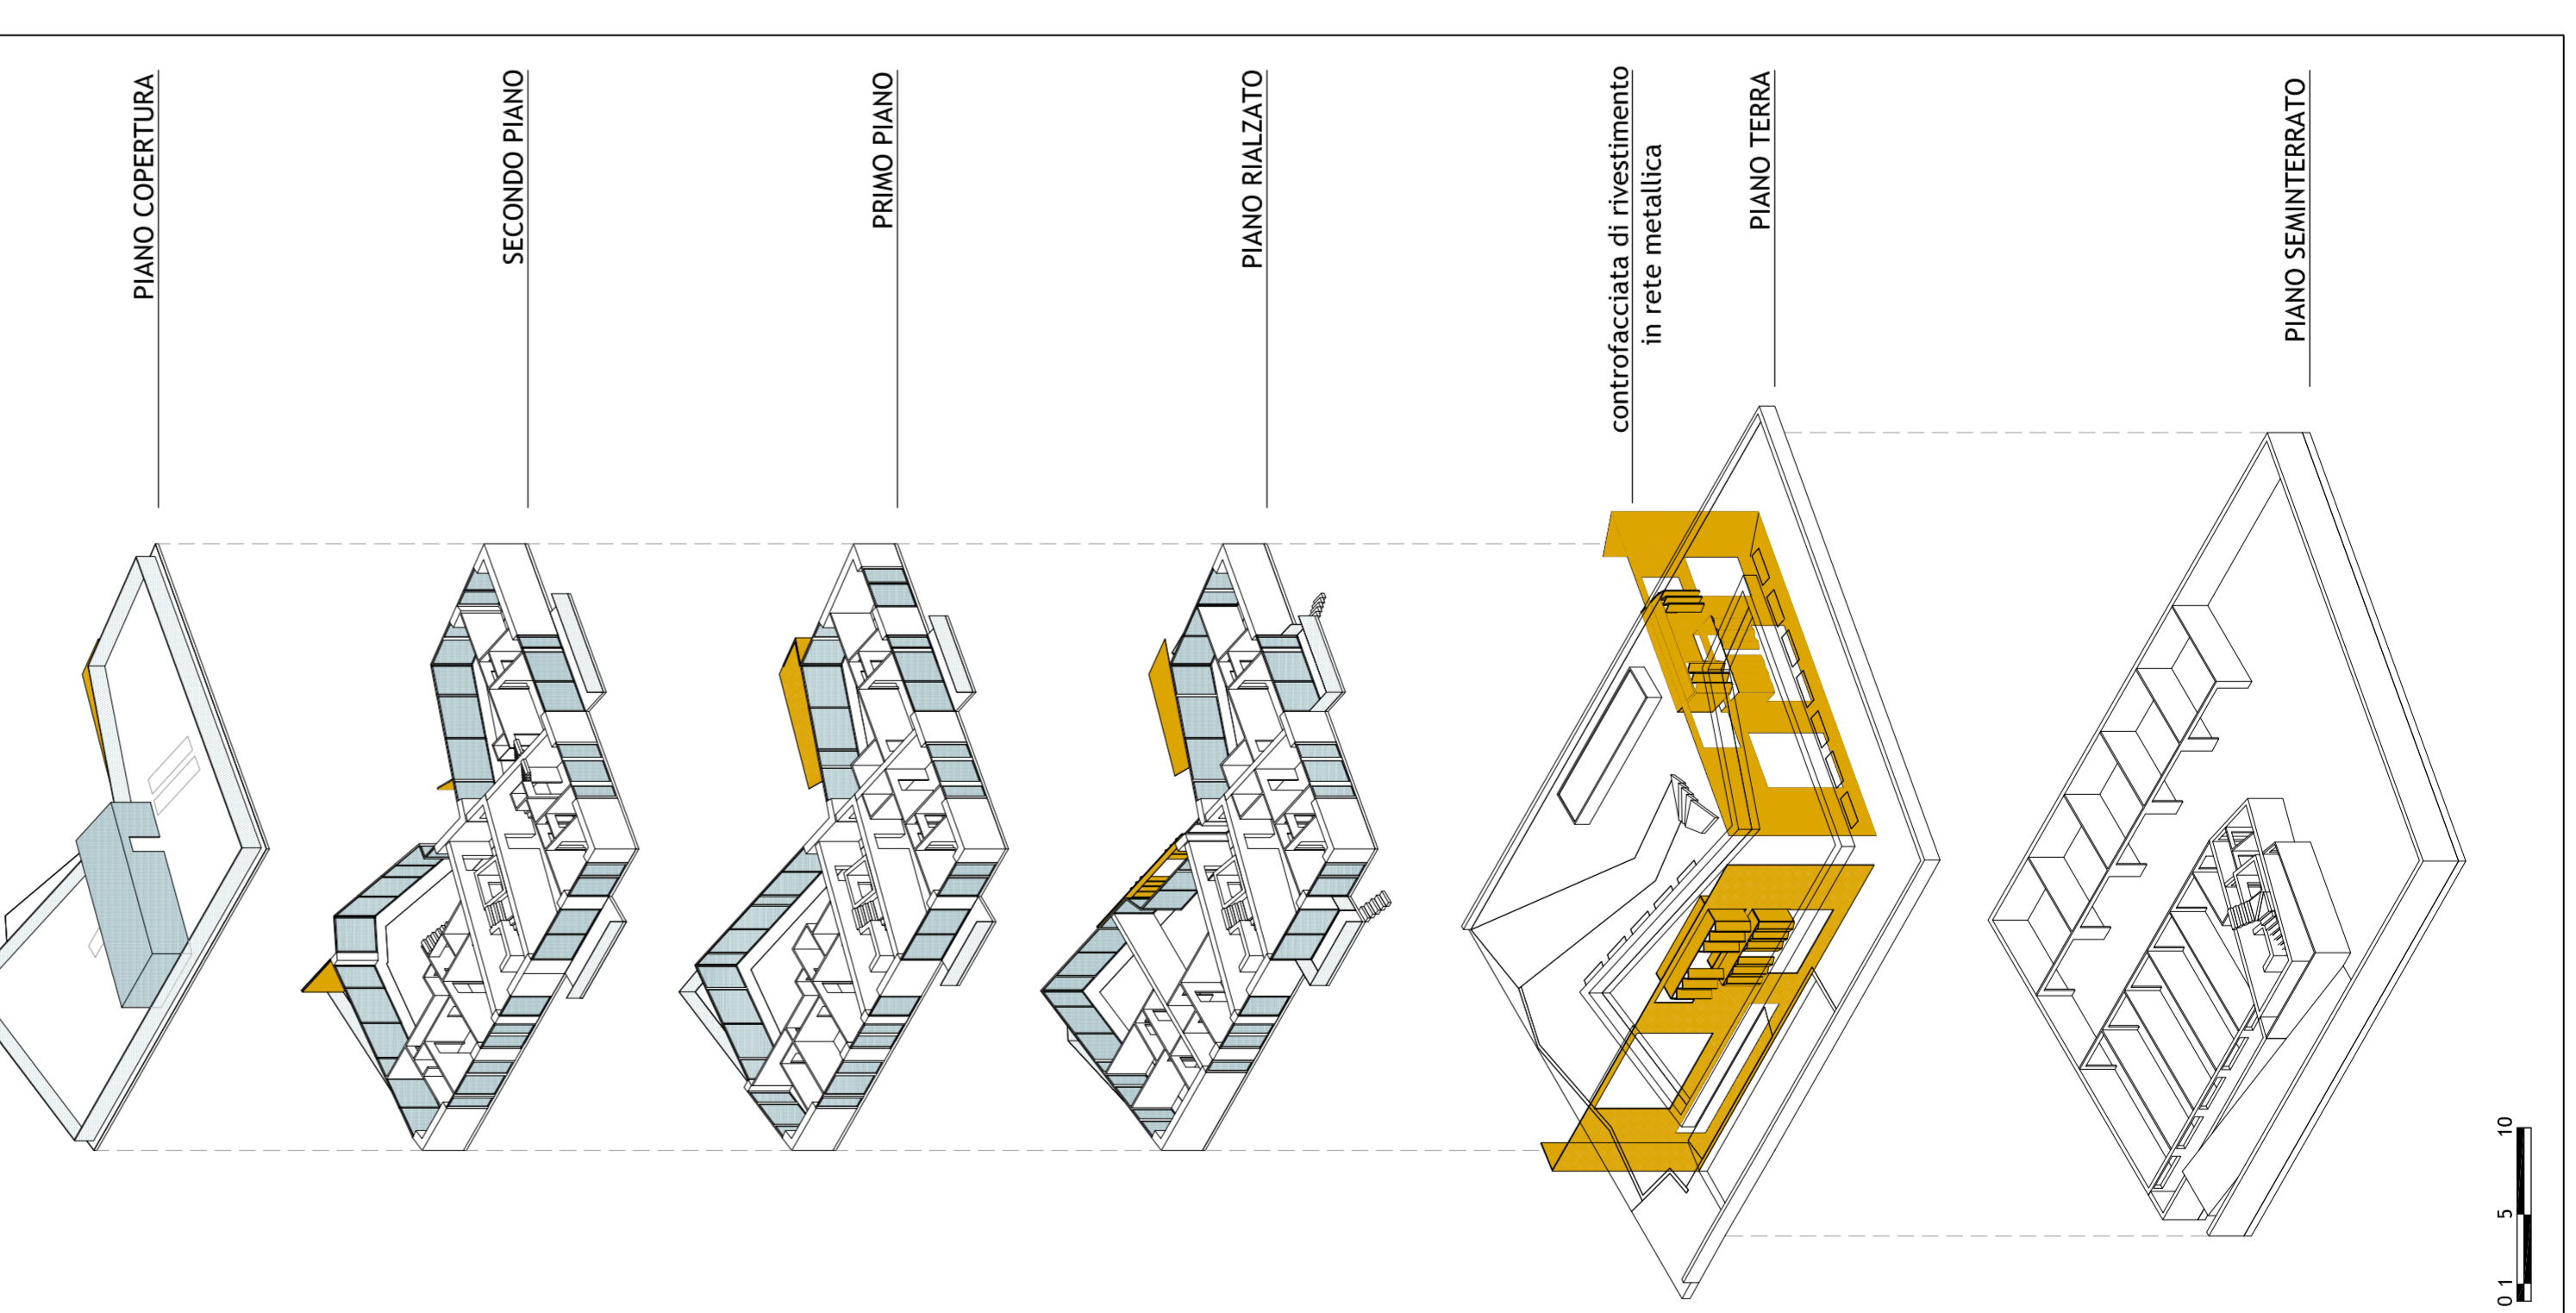 PIANO COPERTURA
SECONDO PIANO
PRIMO PIANO
PIANO RIALZATO
controfacciata di rivestimento
in rete metallica
PIANO TERRA
PIANO SEMINTERRATO
0 1 5 10